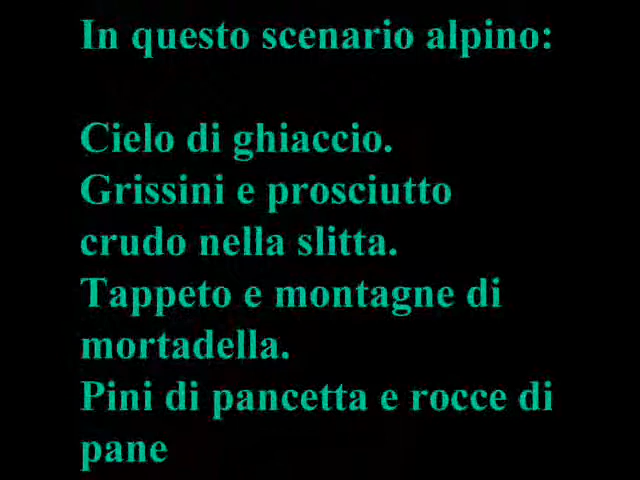 In questo scenario alpino:
Cielo di ghiaccio.
Grissini e prosciutto
crudo nella slitta.
Tappeto e montagne di
mortadella.
Pini di pancetta e rocce di
pane